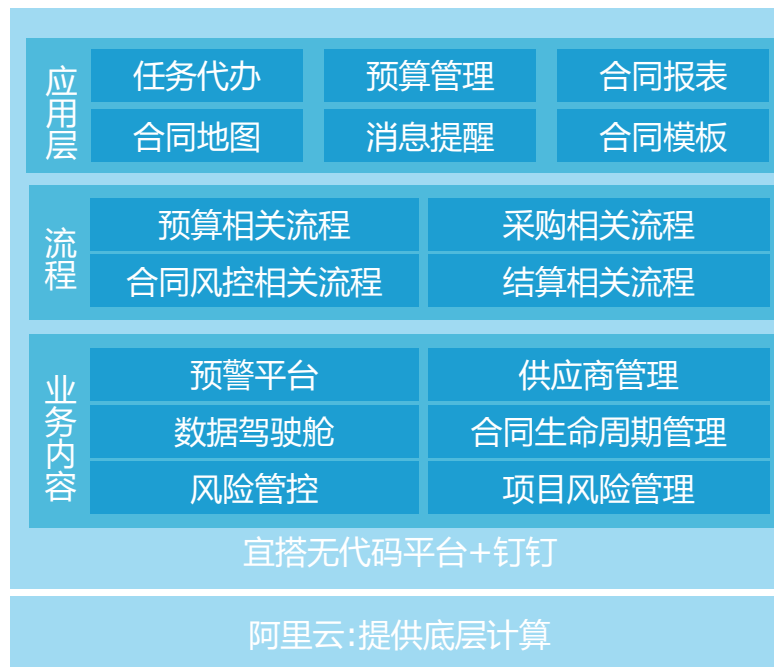 应用层
任务代办 预算管理 合同报表
合同地图 消息提醒 合同模板
流程
预算相关流程 采购相关流程
合同风控相关流程 结算相关流程
业务内容
预警平台 供应商管理
数据驾驶舱 合同生命周期管理
风险管控 项目风险管理
宜搭无代码平台+钉钉
阿里云:提供底层计算